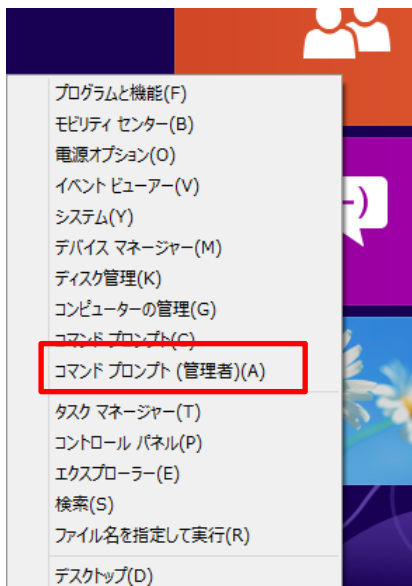 プログラムと機能(F)
モビリティ センター(B)
電源オプション(O)
イベント ビューアー(V)
システム(Y)
デバイス マネージャー(M)
ディスク管理(K)
コンピューターの管理(G)
コマンド プロンプト(C)
コマンド プロンプト (管理者)(A)
タスク マネージャー(T)
コントロール パネル(P)
エクスプローラー(E)
検索(S)
ファイル名を指定して実行(R)
デスクトップ(D)